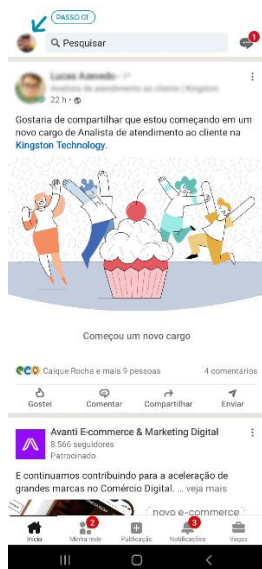 PASSO 01
Pesquisar
1
22 h •
Gostaria de compartilhar que estou começando em um
novo cargo de Analista de atendimento ao cliente na
Kingston Technology.
Começou um novo cargo
Caique Rocha e mais 9 pessoas 4 comentários
Gostei Comentar Compartilhar Enviar
Avanti E-commerce & Marketing Digital
8.566 seguidores
Patrocinado
E continuamos contribuindo para a aceleração de
grandes marcas no Comércio Digital. ... veja mais
novo e-commerce
2 3
Início Minha rede Publicação Notificações Vagas